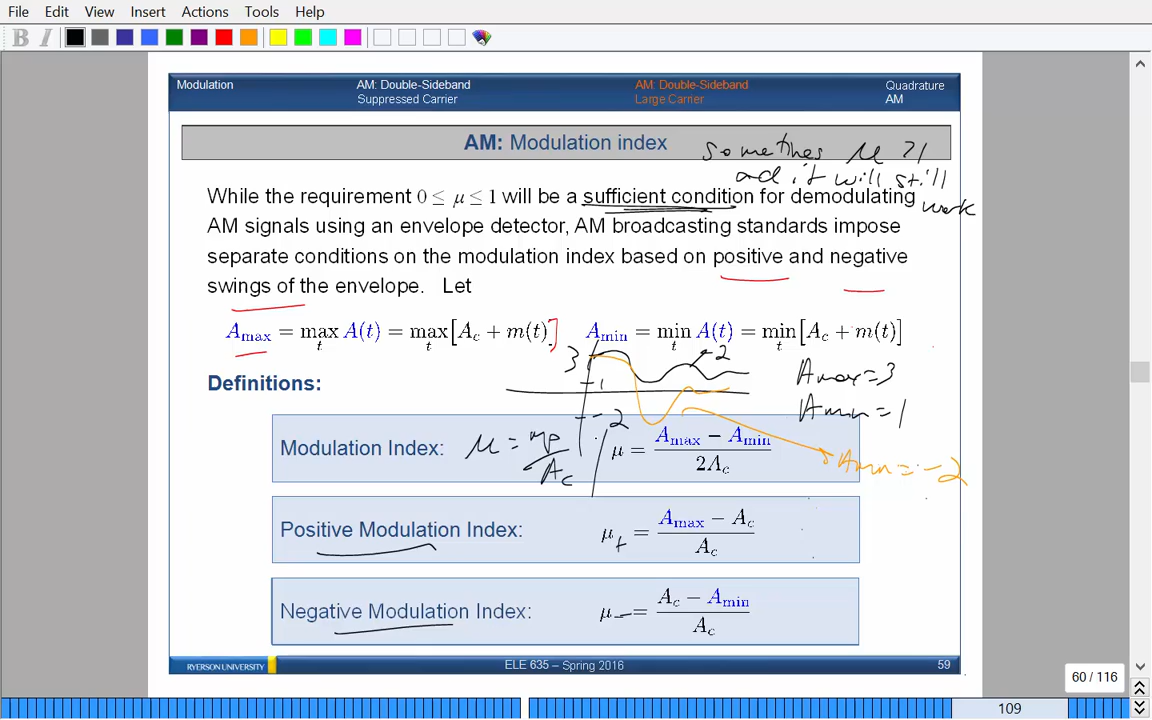 File Edit View Insert Actions Tools Help
B I
Modulation
AM: Double-Sideband
Suppressed Carrier
AM: Double-Sideband
Large Carrier
Quadrature
AM
AM: Modulation index
sometimes μ >1
and it will still
work
While the requirement 0 ≤ μ ≤ 1 will be a sufficient condition for demodulating
AM signals using an envelope detector, AM broadcasting standards impose
separate conditions on the modulation index based on positive and negative
swings of the envelope. Let
A_max = max_t A(t) = max_t [A_c + m(t)] A_min = min_t A(t) = min_t [A_c + m(t)]
3 1 -2 2
Amax=3
Amin=1
Amin=-2
Definitions:
Modulation Index: μ = mp/Ac μ = (A_max − A_min)/(2A_c)
Positive Modulation Index: μ+ = (A_max − A_c)/A_c
Negative Modulation Index: μ- = (A_c − A_min)/A_c
RYERSON UNIVERSITY ELE 635 – Spring 2016 59
60 / 116
109